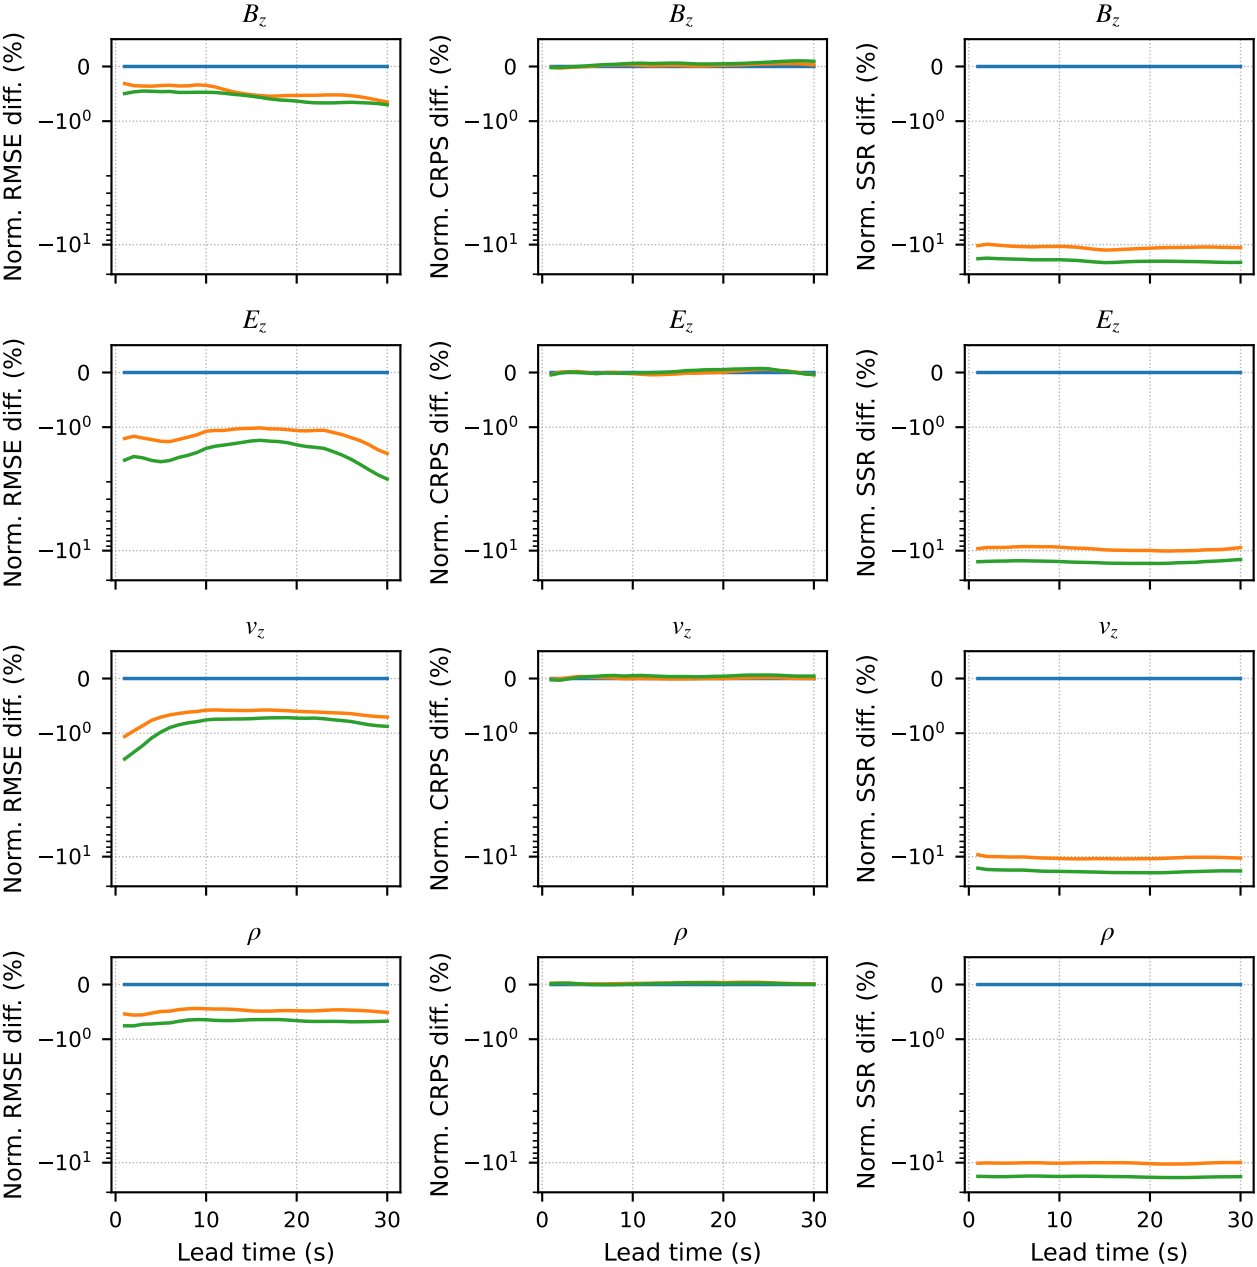 B_z B_z B_z
Norm. RMSE diff. (%) 0 −10^0 −10^1
Norm. CRPS diff. (%) 0 −10^0 −10^1
Norm. SSR diff. (%) 0 −10^0 −10^1
E_z E_z E_z
Norm. RMSE diff. (%) 0 −10^0 −10^1
Norm. CRPS diff. (%) 0 −10^0 −10^1
Norm. SSR diff. (%) 0 −10^0 −10^1
v_z v_z v_z
Norm. RMSE diff. (%) 0 −10^0 −10^1
Norm. CRPS diff. (%) 0 −10^0 −10^1
Norm. SSR diff. (%) 0 −10^0 −10^1
ρ ρ ρ
Norm. RMSE diff. (%) 0 −10^0 −10^1
Norm. CRPS diff. (%) 0 −10^0 −10^1
Norm. SSR diff. (%) 0 −10^0 −10^1
0 10 20 30 0 10 20 30 0 10 20 30
Lead time (s) Lead time (s) Lead time (s)